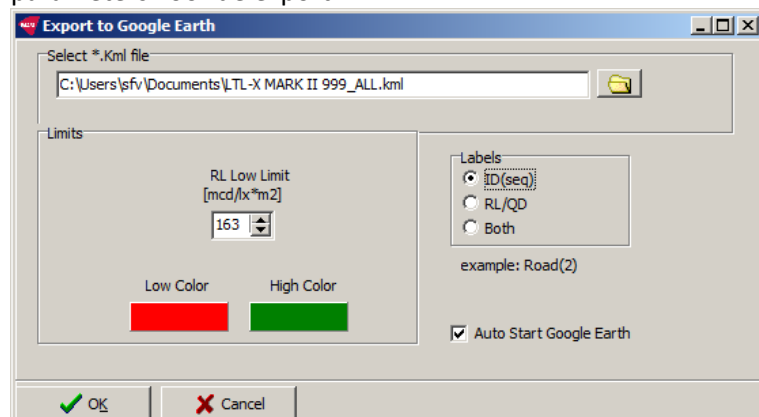 Export to Google Earth
Select *.Kml file
C:\Users\sfv\Documents\LTL-X MARK II 999_ALL.kml
Limits
RL Low Limit
[mcd/lx*m2]
163
Low Color High Color
Labels
ID(seq)
RL/QD
Both
example: Road(2)
Auto Start Google Earth
OK Cancel